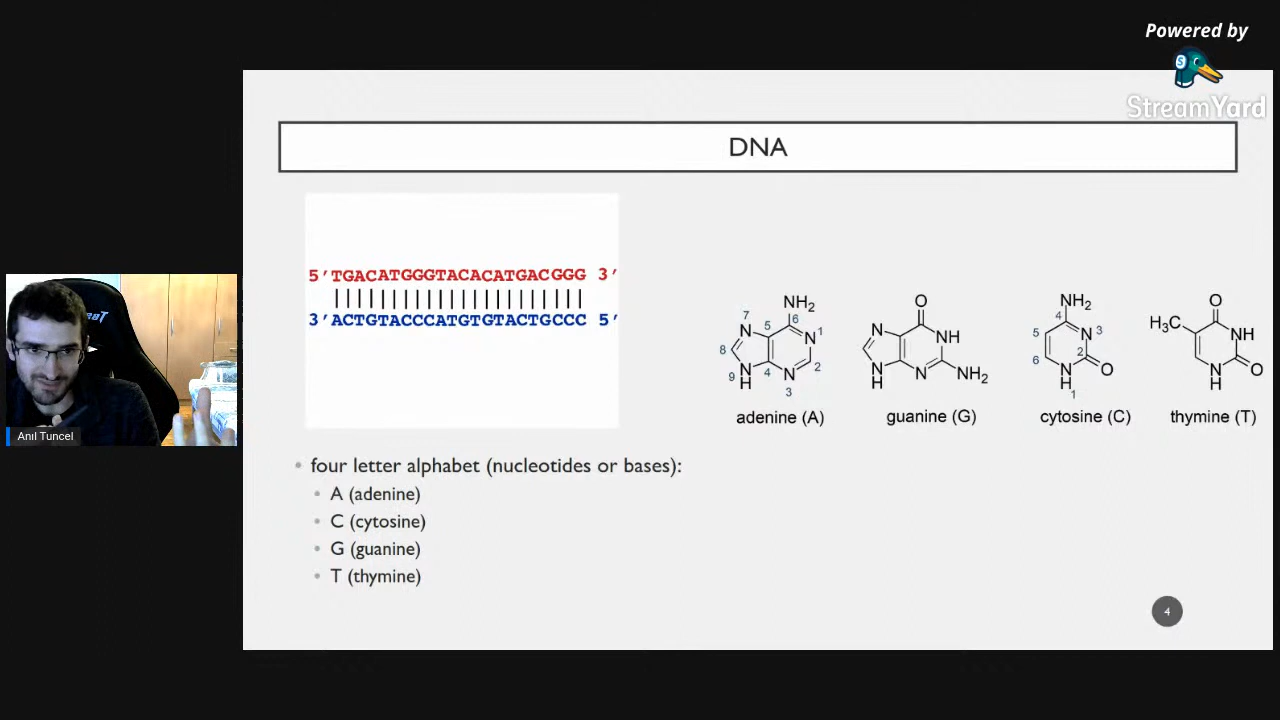 Powered by
StreamYard
DNA
5 ′ TGACATGGGTACACATGACGGG 3 ′
3 ′ ACTGTACCCATGTGTACTGCCC 5 ′
NH₂
7 5 6
N N 1
8
9 N 4 N 2
H 3
adenine (A)
O
N NH
N N NH₂
H
guanine (G)
NH₂
4
5 N 3
6 2
N O
H 1
cytosine (C)
O
H₃C NH
N O
H
thymine (T)
Anıl Tuncel
• four letter alphabet (nucleotides or bases):
• A (adenine)
• C (cytosine)
• G (guanine)
• T (thymine)
4